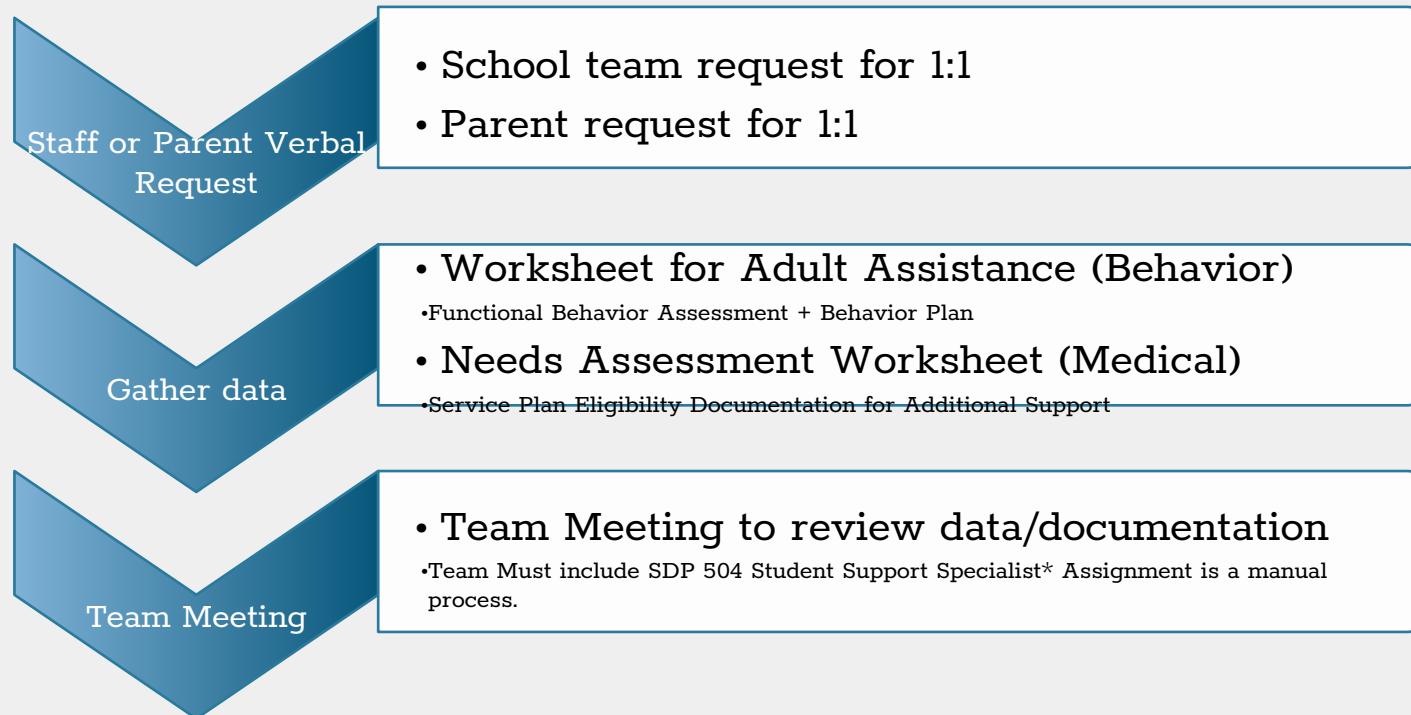 Staff or Parent Verbal
Request
• School team request for 1:1
• Parent request for 1:1
Gather data
• Worksheet for Adult Assistance (Behavior)
•Functional Behavior Assessment + Behavior Plan
• Needs Assessment Worksheet (Medical)
•Service Plan Eligibility Documentation for Additional Support
Team Meeting
• Team Meeting to review data/documentation
•Team Must include SDP 504 Student Support Specialist* Assignment is a manual
process.